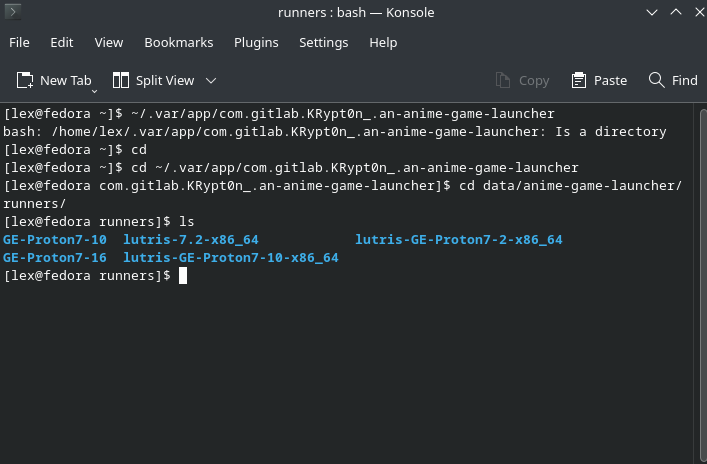 runners : bash — Konsole
File Edit View Bookmarks Plugins Settings Help
New Tab Split View Copy Paste Find
[lex@fedora ~]$ ~/.var/app/com.gitlab.KRypt0n_.an-anime-game-launcher
bash: /home/lex/.var/app/com.gitlab.KRypt0n_.an-anime-game-launcher: Is a directory
[lex@fedora ~]$ cd
[lex@fedora ~]$ cd ~/.var/app/com.gitlab.KRypt0n_.an-anime-game-launcher
[lex@fedora com.gitlab.KRypt0n_.an-anime-game-launcher]$ cd data/anime-game-launcher/
runners/
[lex@fedora runners]$ ls
GE-Proton7-10 lutris-7.2-x86_64 lutris-GE-Proton7-2-x86_64
GE-Proton7-16 lutris-GE-Proton7-10-x86_64
[lex@fedora runners]$